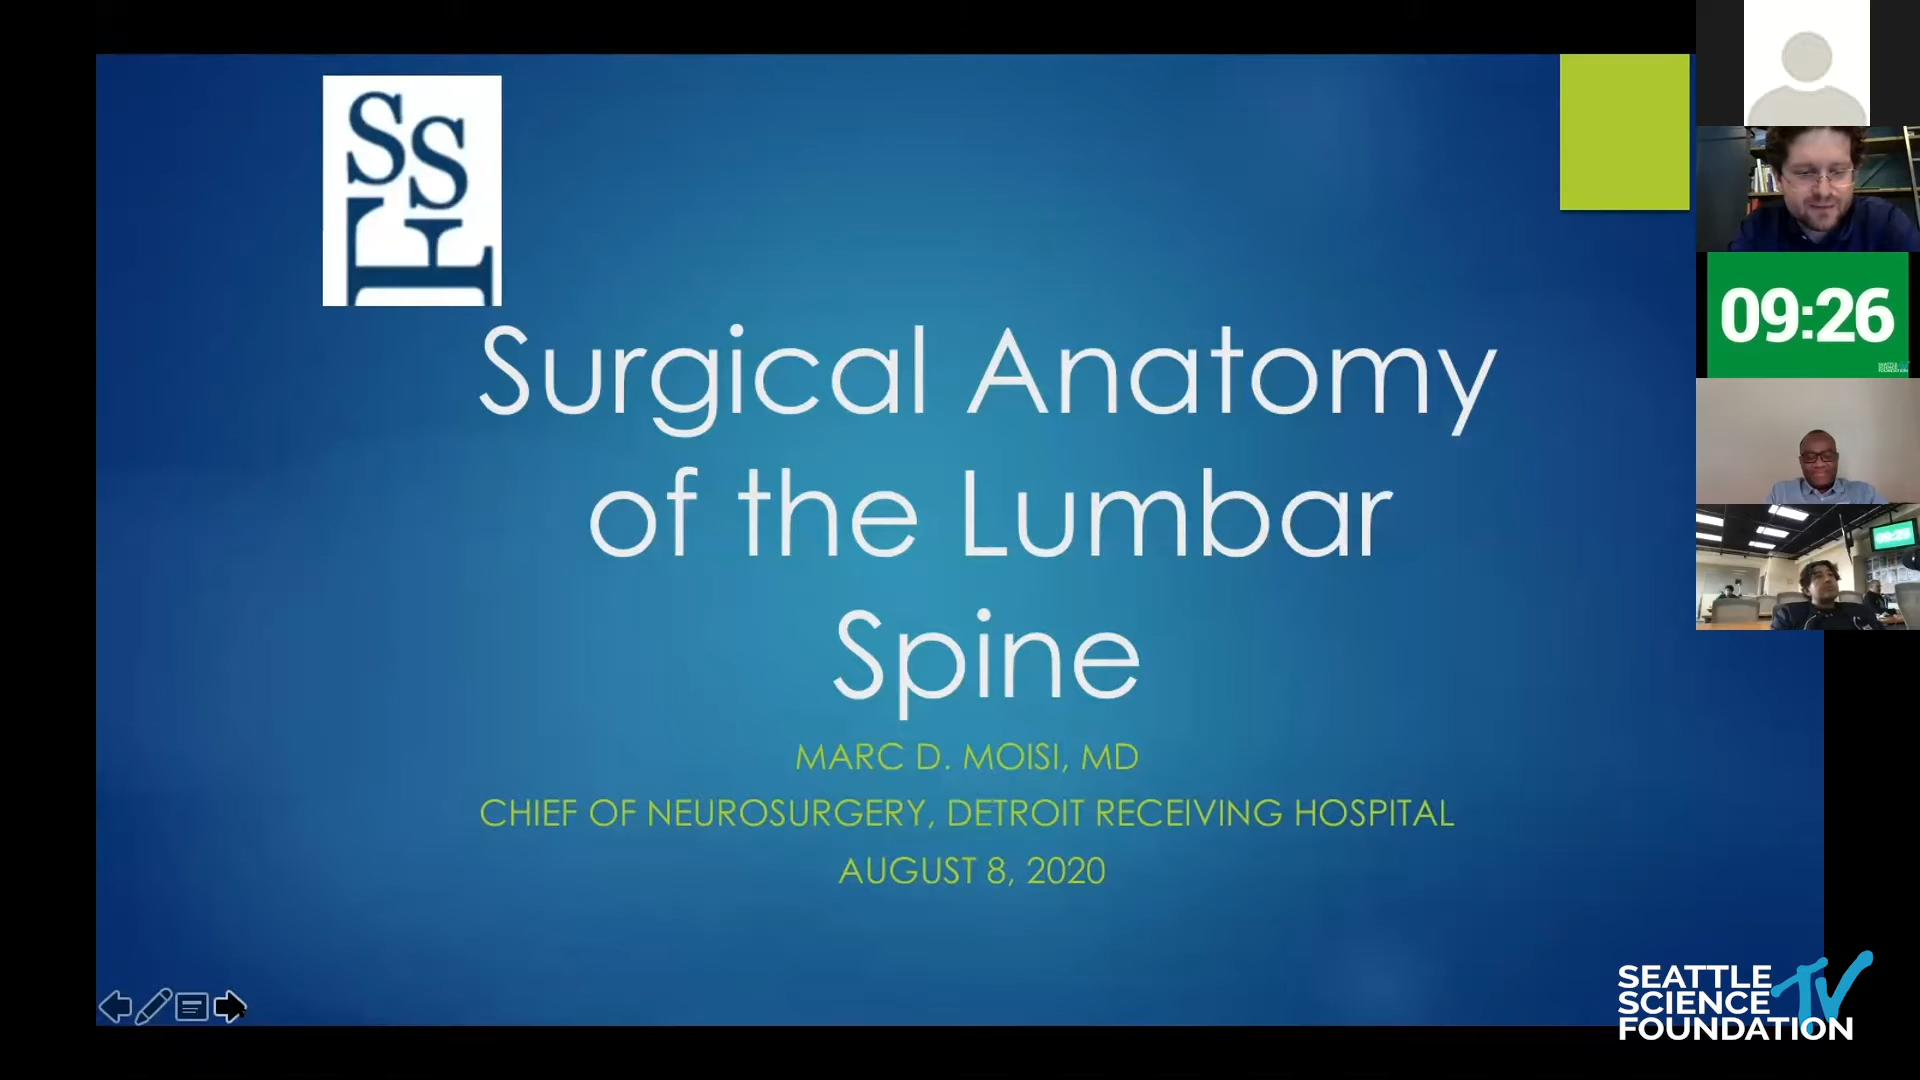 SSF
Surgical Anatomy
of the Lumbar
Spine
MARC D. MOISI, MD
CHIEF OF NEUROSURGERY, DETROIT RECEIVING HOSPITAL
AUGUST 8, 2020
09:26
SEATTLE
SCIENCE TV
FOUNDATION